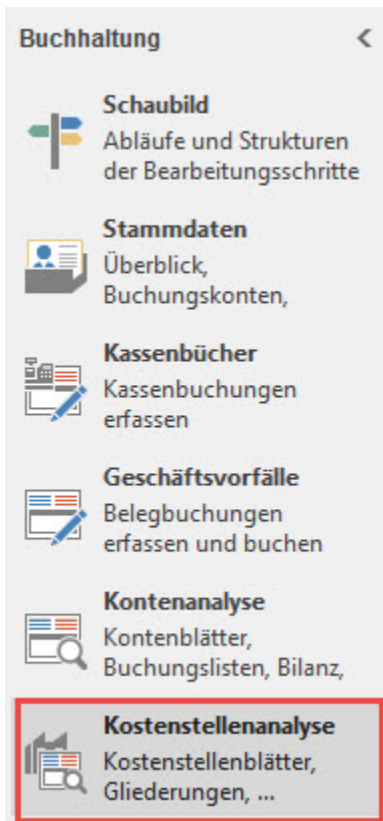 Buchhaltung
Schaubild
Abläufe und Strukturen
der Bearbeitungsschritte
Stammdaten
Überblick,
Buchungskonten,
Kassenbücher
Kassenbuchungen
erfassen
Geschäftsvorfälle
Belegbuchungen
erfassen und buchen
Kontenanalyse
Kontenblätter,
Buchungslisten, Bilanz,
Kostenstellenanalyse
Kostenstellenblätter,
Gliederungen, ...